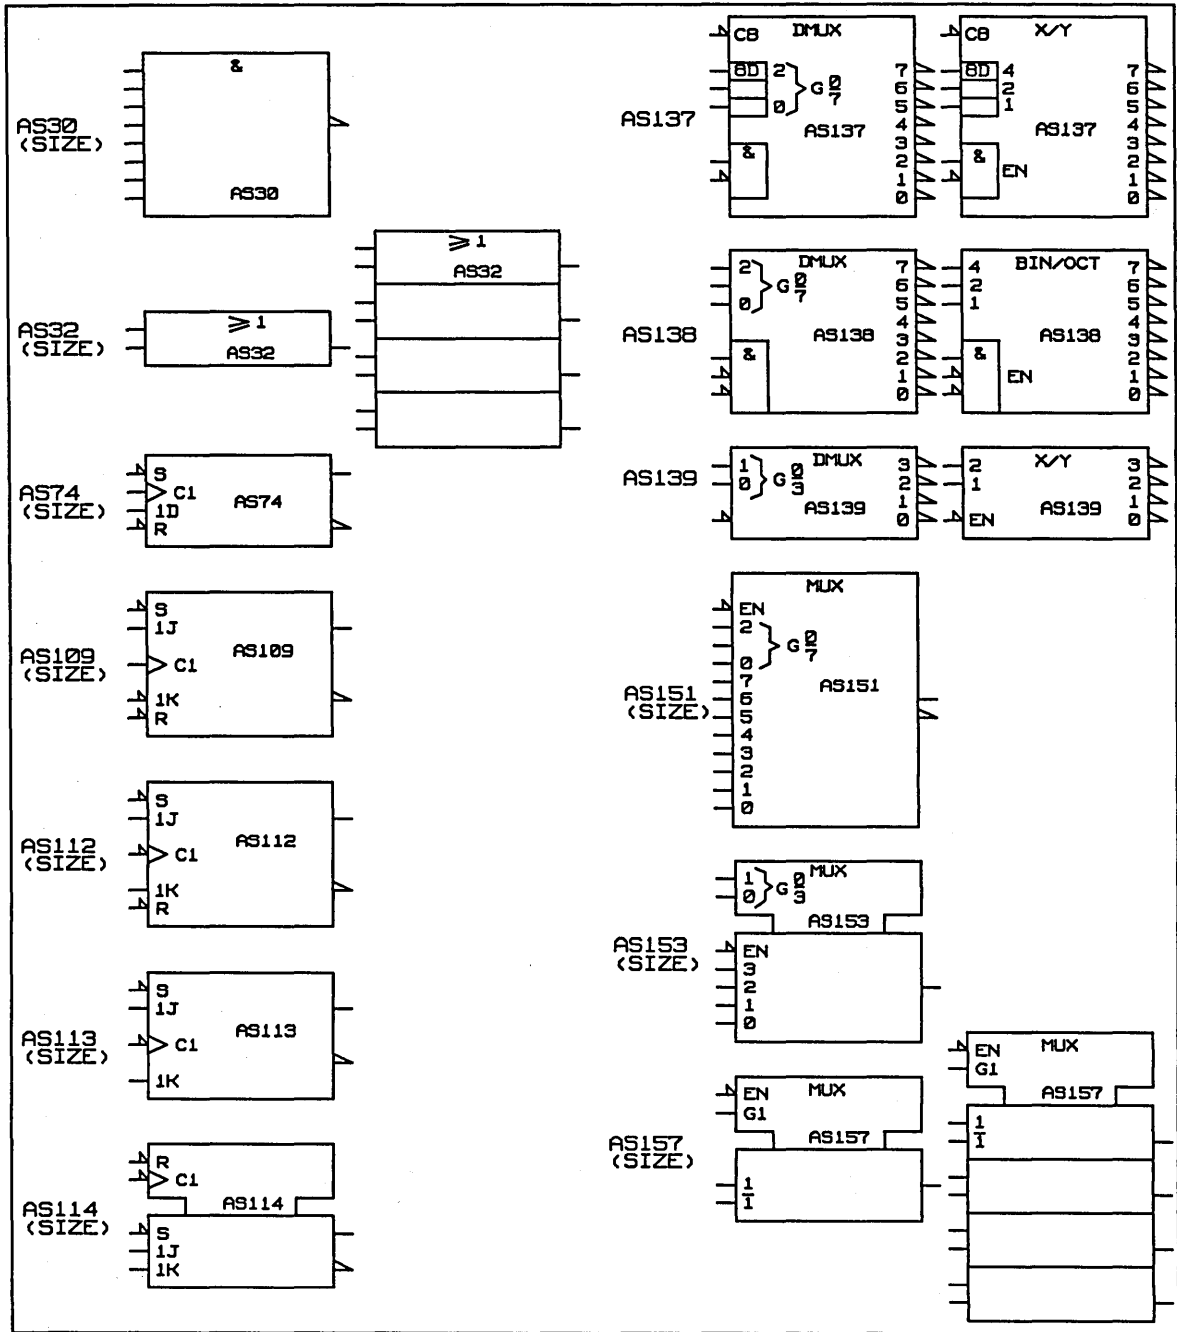 &
AS30
(SIZE)
AS30
≥ 1
AS32
AS32
(SIZE)
≥ 1
AS32
AS74
(SIZE)
S
C1
1D
R
AS74
AS109
(SIZE)
S
1J
C1
1K
R
AS109
AS112
(SIZE)
S
1J
C1
1K
R
AS112
AS113
(SIZE)
S
1J
C1
1K
AS113
AS114
(SIZE)
R
C1
AS114
S
1J
1K
AS137
C8 DMUX
8D 2
0
G 0/7
AS137
&
7
6
5
4
3
2
1
0
C8 X/Y
8D 4
2
1
AS137
&
EN
7
6
5
4
3
2
1
0
AS138
DMUX
2
0
G 0/7
AS138
&
7
6
5
4
3
2
1
0
BIN/OCT
4
2
1
AS138
&
EN
7
6
5
4
3
2
1
0
AS139
DMUX
1
0
G 0/3
AS139
3
2
1
0
X/Y
2
1
EN
AS139
3
2
1
0
AS151
(SIZE)
MUX
EN
2
0
G 0/7
7
6
5
4
3
2
1
0
AS151
AS153
(SIZE)
MUX
1
0
G 0/3
AS153
EN
3
2
1
0
AS157
(SIZE)
EN MUX
G1
AS157
1
1̅
EN MUX
G1
AS157
1
1̅